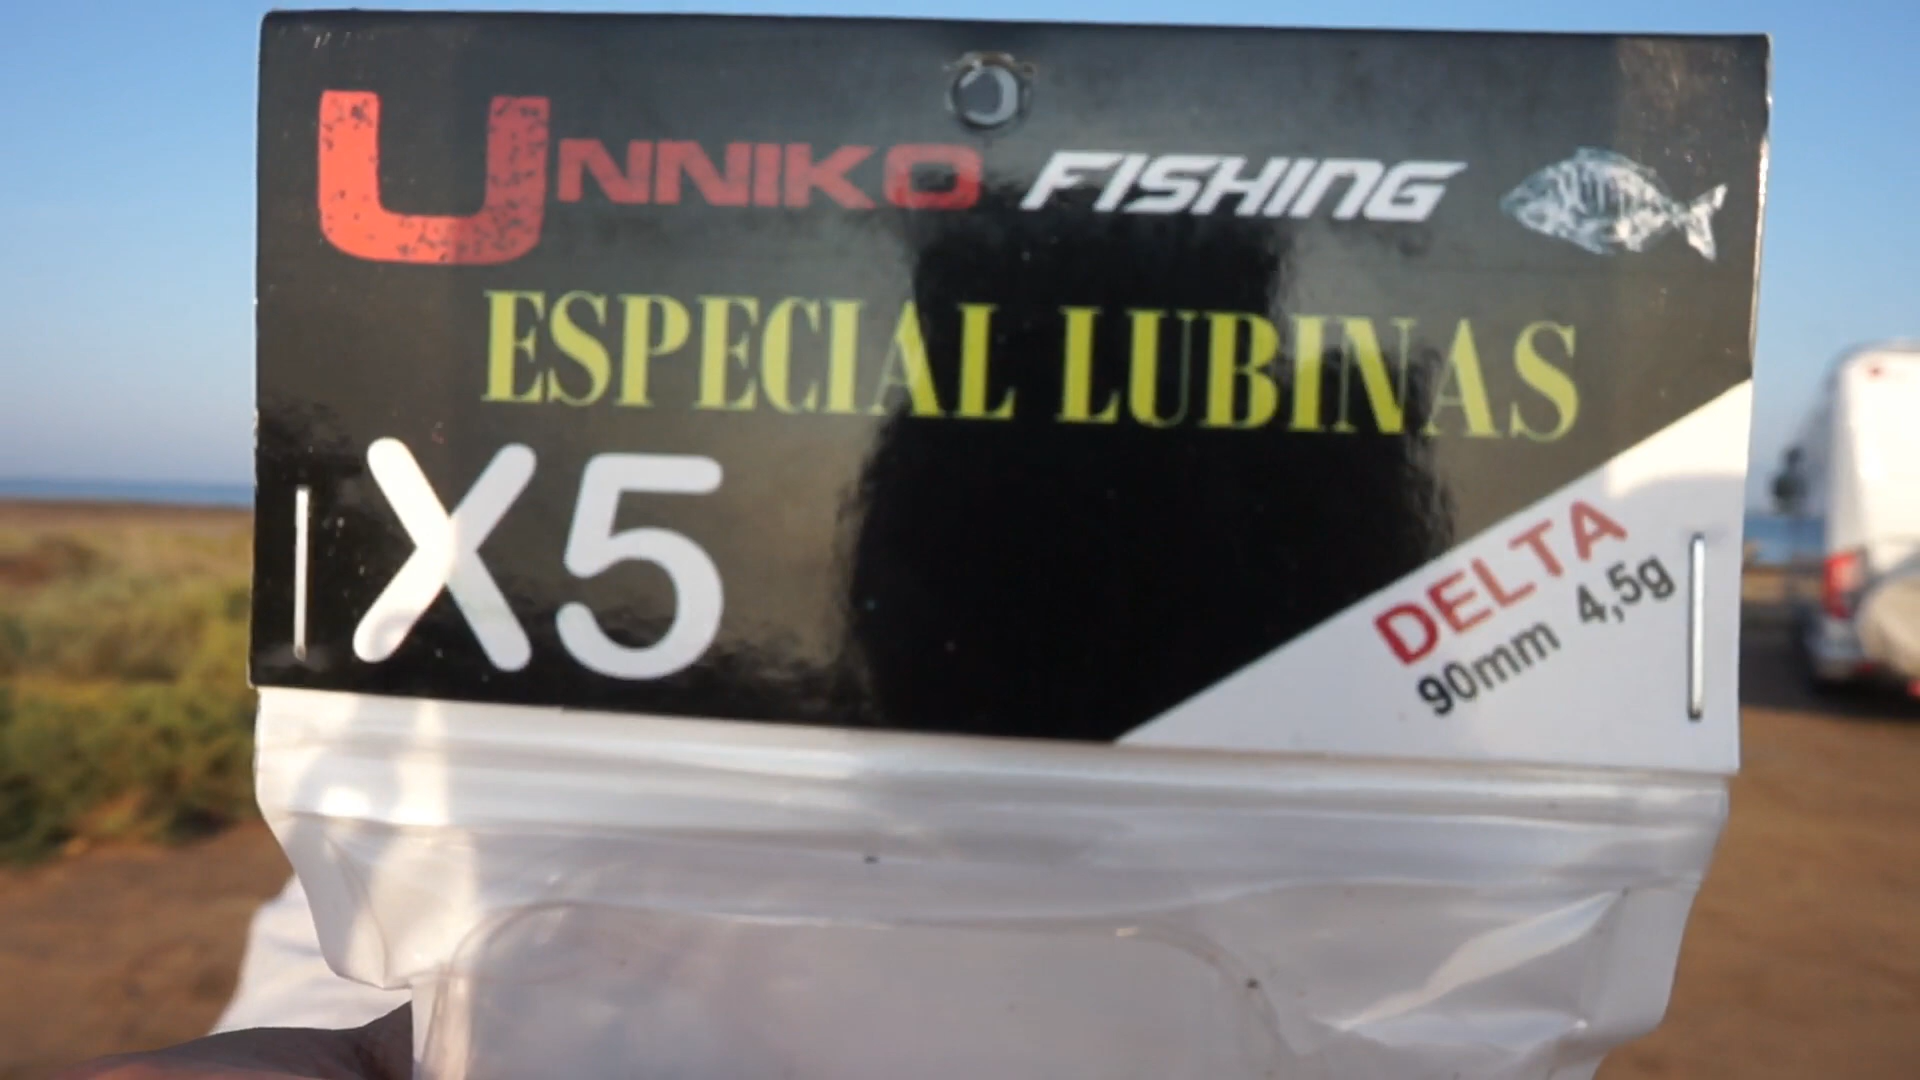 UNNIKO FISHING
ESPECIAL LUBINAS
X5
DELTA
90mm 4,5g